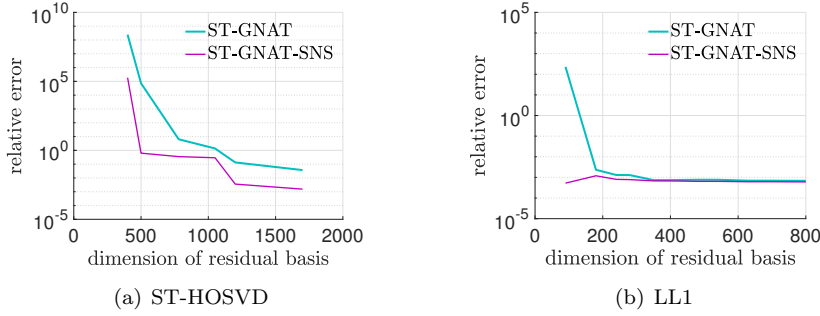 10^10
10^5
10^0
10^-5
relative error
ST-GNAT
ST-GNAT-SNS
0 500 1000 1500 2000
dimension of residual basis
(a) ST-HOSVD
10^5
10^0
10^-5
relative error
ST-GNAT
ST-GNAT-SNS
0 200 400 600 800
dimension of residual basis
(b) LL1